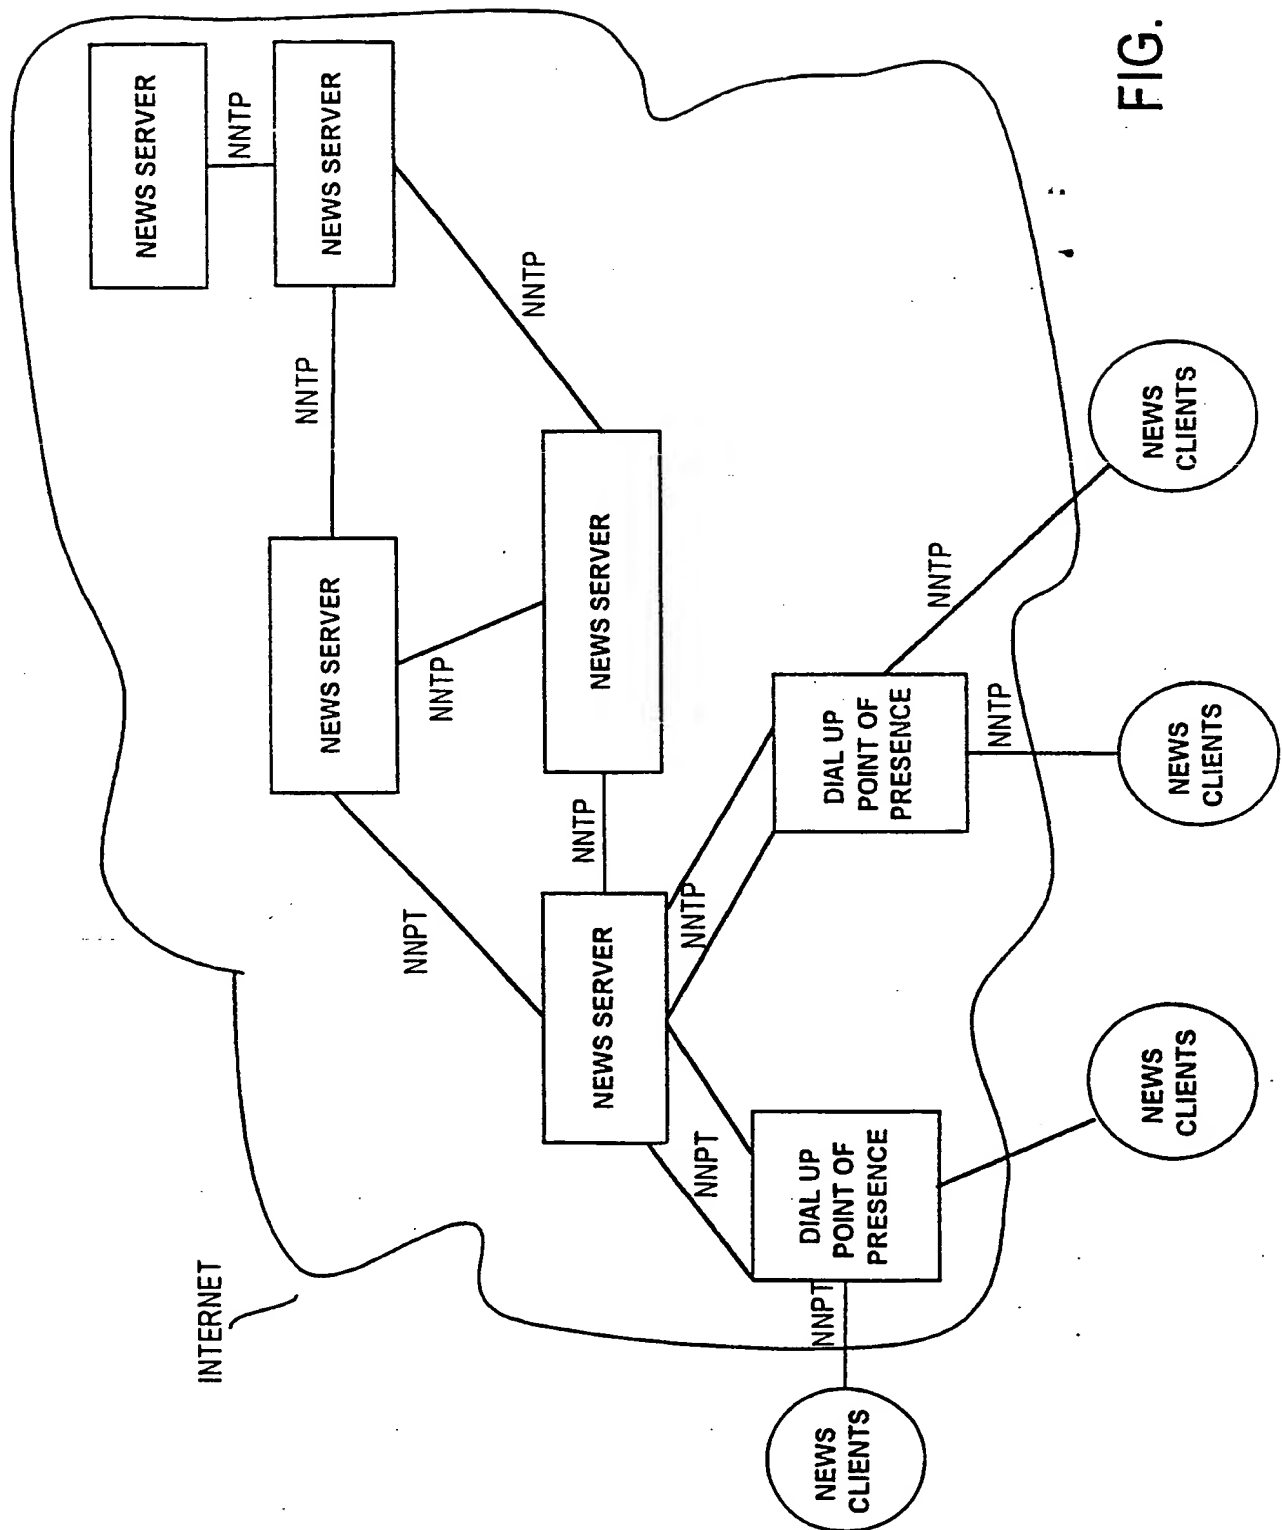 NEWS SERVER
INTERNET
NNTP
NNTP
NEWS SERVER
NEWS SERVER
NNPT
NNTP
NNTP
NNTP
NEWS SERVER
NEWS SERVER
NNTP
NNPT
DIAL UP
POINT OF
PRESENCE
DIAL UP
POINT OF
PRESENCE
NNPT
NEWS
CLIENTS
NNTP
NNTP
NEWS
CLIENTS
NEWS
CLIENTS
NEWS
CLIENTS
FIG.